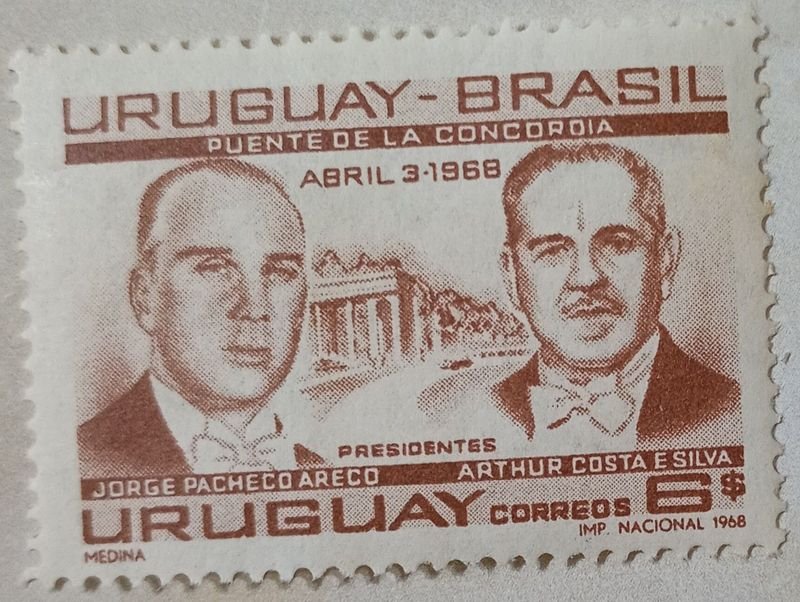 URUGUAY-BRASIL
PUENTE DE LA CONCORDIA
ABRIL 3·1968
PRESIDENTES
JORGE PACHECO ARECO
ARTHUR COSTA E SILVA
URUGUAY CORREOS 6$
IMP. NACIONAL 1968
MEDINA